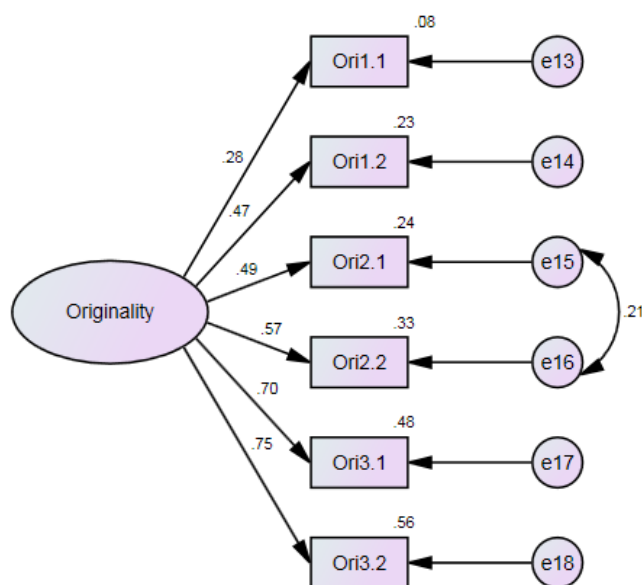 .08
Ori1.1
e13
.28
.23
Ori1.2
e14
.47
.24
Ori2.1
e15
.49
.21
Originality
.33
Ori2.2
e16
.57
.48
Ori3.1
e17
.70
.56
Ori3.2
e18
.75